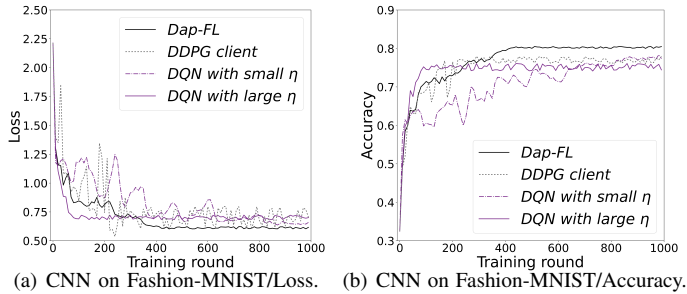 2.50
2.25
2.00
1.75
1.50
1.25
1.00
0.75
0.50
Loss
0 200 400 600 800 1000
Training round
Dap-FL
DDPG client
DQN with small η
DQN with large η
(a) CNN on Fashion-MNIST/Loss.
0.9
0.8
0.7
0.6
0.5
0.4
0.3
Accuracy
0 200 400 600 800 1000
Training round
Dap-FL
DDPG client
DQN with small η
DQN with large η
(b) CNN on Fashion-MNIST/Accuracy.